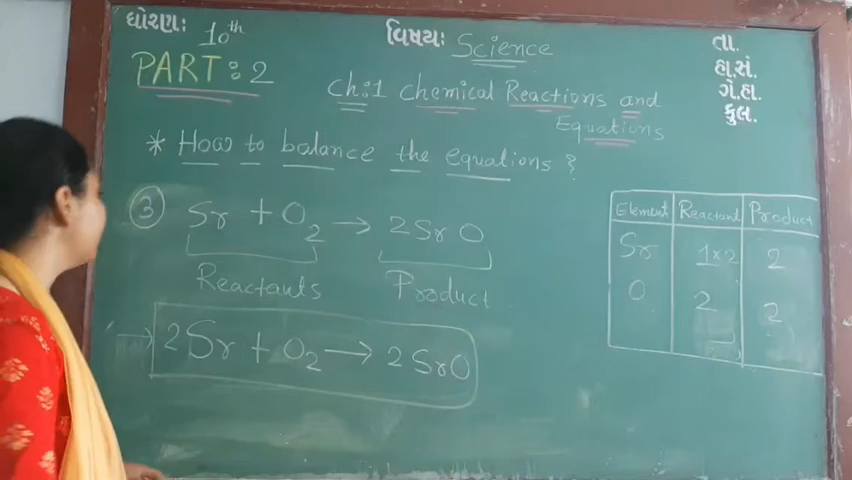 ધોરણ: 10th
વિષય: Science
તા.
હા.સં.
ગે.હા.
કુલ.
PART: 2
Ch:1 Chemical Reactions and
Equations
* How to balance the equations?
③ Sr + O₂ → 2SrO
Reactants Product
→ 2Sr + O₂ → 2SrO
Element Reactant Product
Sr 1×2 2
O 2 2